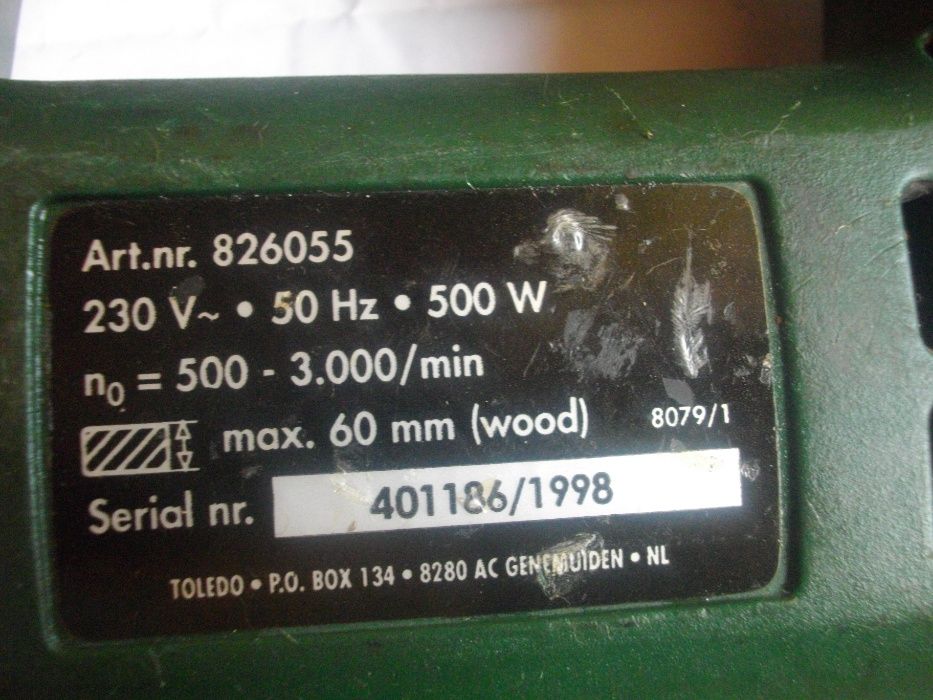 Art.nr. 826055
230 V~ • 50 Hz • 500 W
n₀ = 500 - 3.000/min
max. 60 mm (wood) 8079/1
Serial nr. 401186/1998
TOLEDO • P.O. BOX 134 • 8280 AC GENEMUIDEN • NL